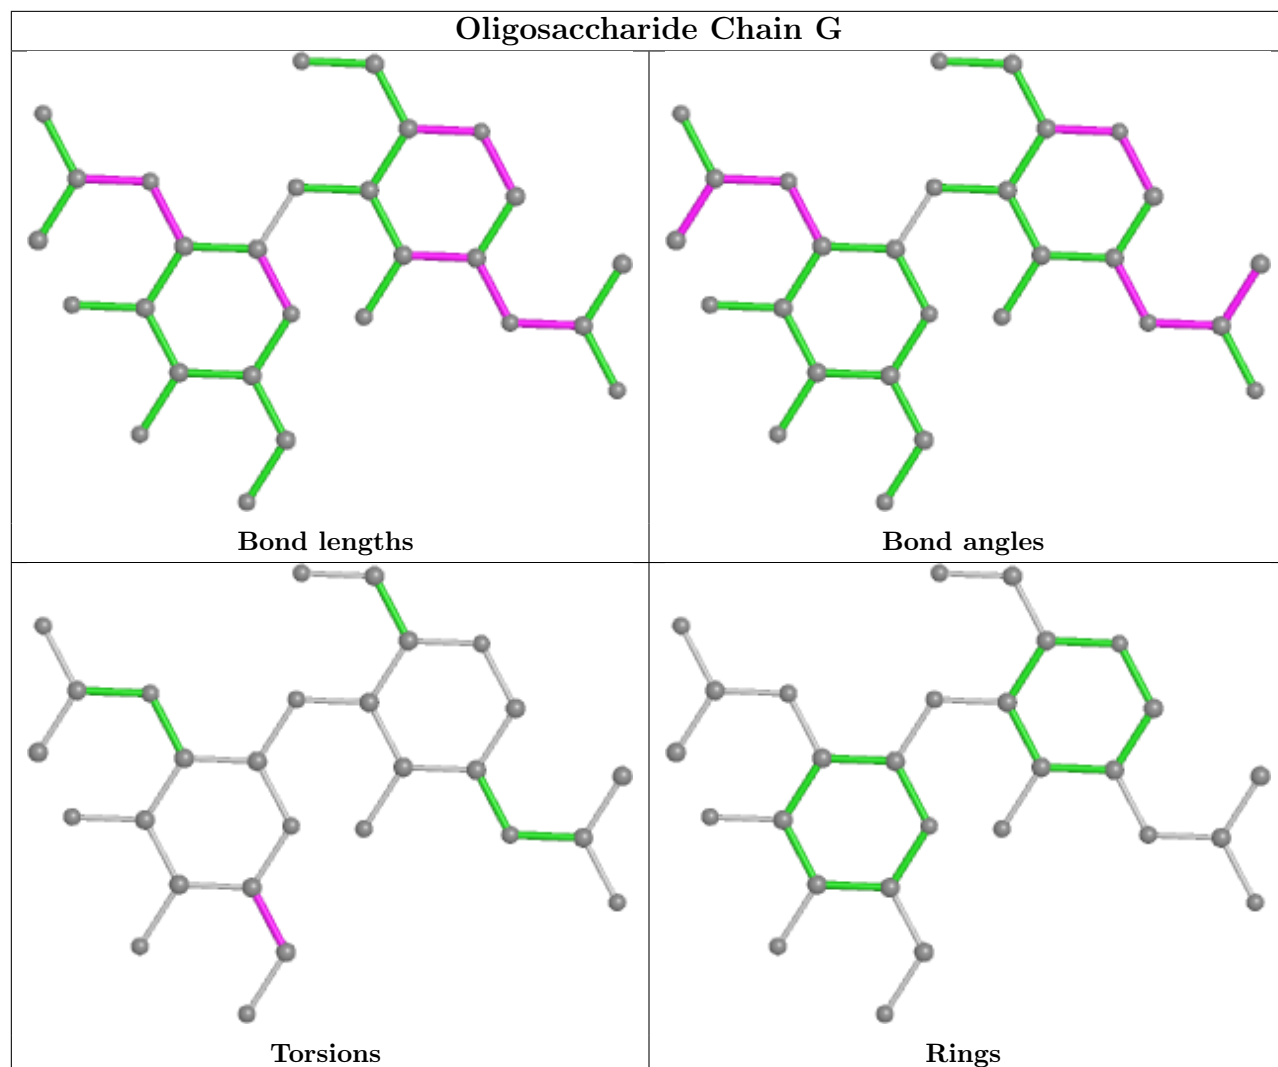 Oligosaccharide Chain G
Bond lengths
Bond angles
Torsions
Rings